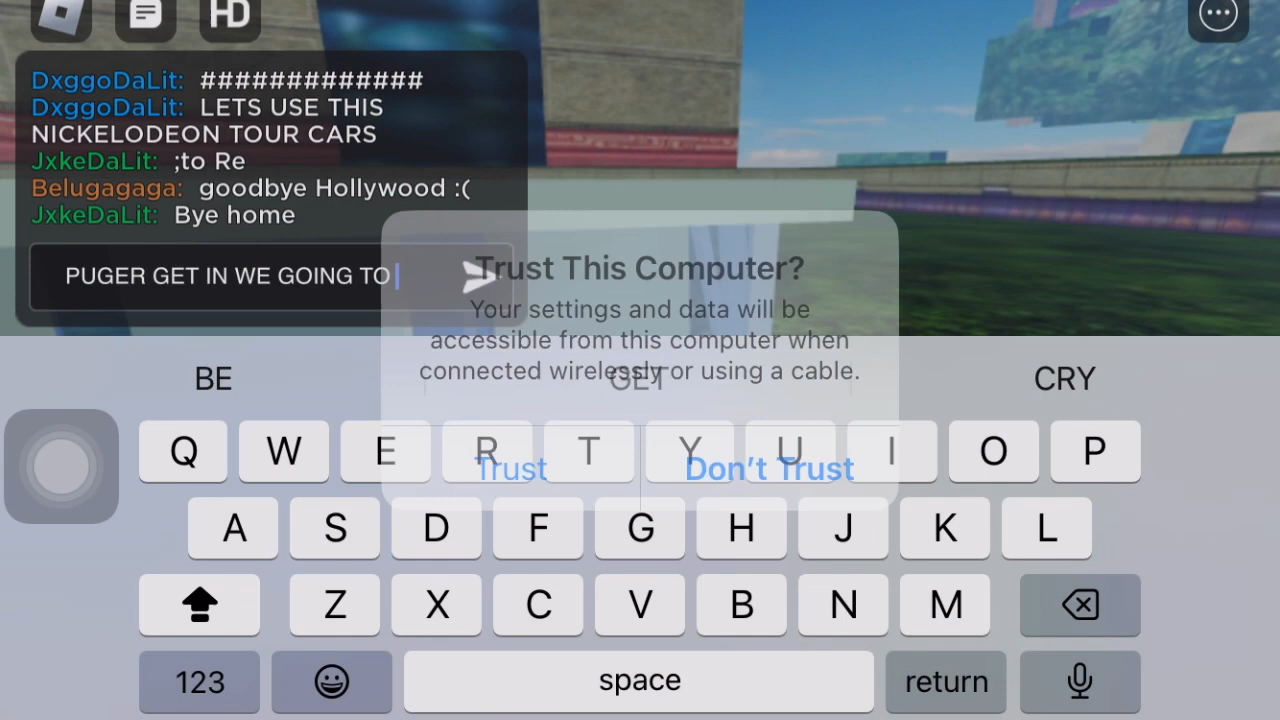 HD
DxggoDaLit: #############
DxggoDaLit: LETS USE THIS
NICKELODEON TOUR CARS
JxkeDaLit: ;to Re
Belugagaga: goodbye Hollywood :(
JxkeDaLit: Bye home
PUGER GET IN WE GOING TO
Trust This Computer?
Your settings and data will be
accessible from this computer when
connected wirelessly or using a cable.
BE GET CRY
Trust Don’t Trust
Q W E R T Y U I O P
A S D F G H J K L
Z X C V B N M
123 space return